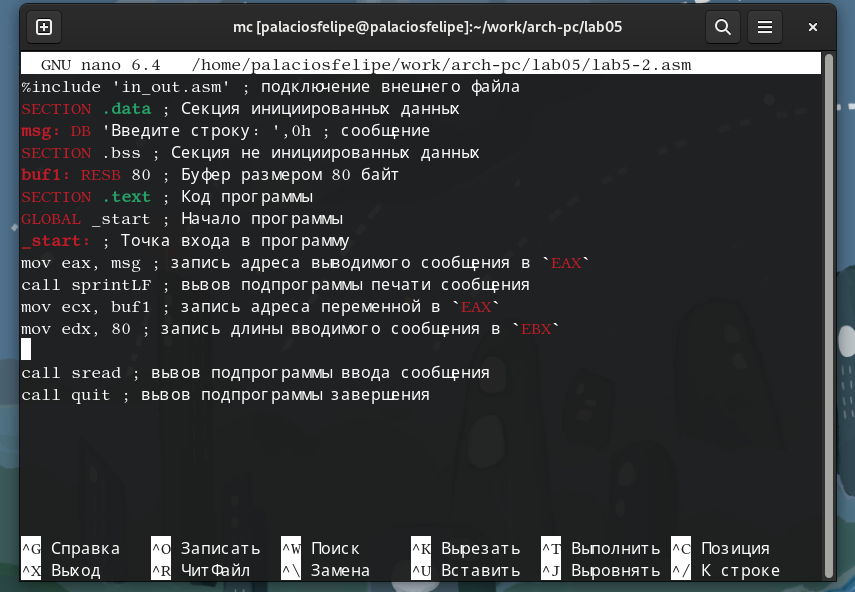 mc [palaciosfelipe@palaciosfelipe]:~/work/arch-pc/lab05
GNU nano 6.4 /home/palaciosfelipe/work/arch-pc/lab05/lab5-2.asm
%include 'in_out.asm' ; подключение внешнего файла
SECTION .data ; Секция инициированных данных
msg: DB 'Введите строку: ',0h ; сообщение
SECTION .bss ; Секция не инициированных данных
buf1: RESB 80 ; Буфер размером 80 байт
SECTION .text ; Код программы
GLOBAL _start ; Начало программы
_start: ; Точка входа в программу
mov eax, msg ; запись адреса выводимого сообщения в `EAX`
call sprintLF ; вызов подпрограммы печати сообщения
mov ecx, buf1 ; запись адреса переменной в `EAX`
mov edx, 80 ; запись длины вводимого сообщения в `EBX`
call sread ; вызов подпрограммы ввода сообщения
call quit ; вызов подпрограммы завершения
^G Справка ^O Записать ^W Поиск ^K Вырезать ^T Выполнить ^C Позиция
^X Выход ^R ЧитФайл ^\ Замена ^U Вставить ^J Выровнять ^/ К строке